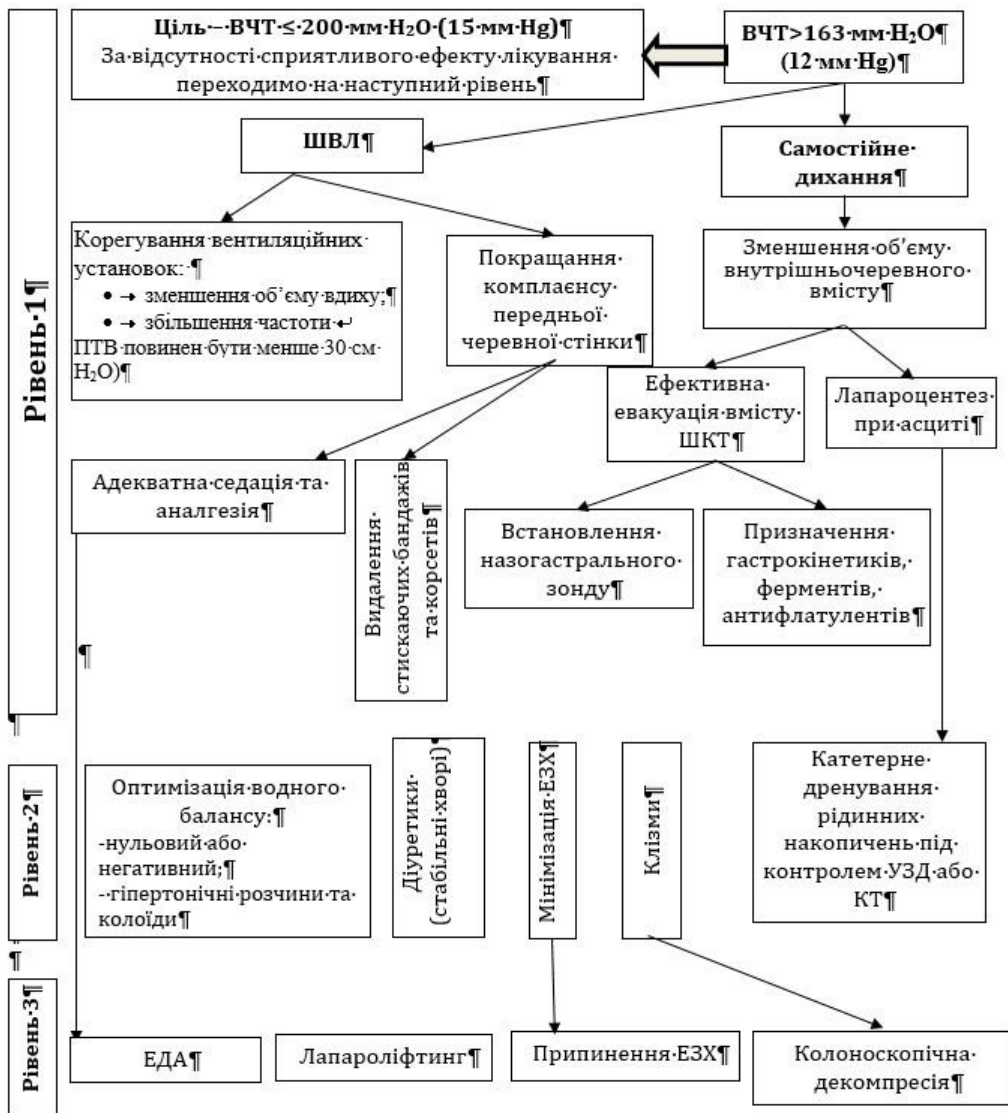 Ціль·–·ВЧТ·≤·200·мм·H₂O·(15·мм·Hg)¶
За·відсутності·сприятливого·ефекту·лікування·
переходимо·на·наступний·рівень¶
ВЧТ>163·мм·H₂O¶
(12·мм·Hg)¶
Рівень·1¶
ШВЛ¶
Самостійне·
дихання¶
Корегування·вентиляційних·
установок:·¶
●→зменшення·об’єму·вдиху;¶
●→збільшення·частоти·↵
ПТВ·повинен·бути·менше·30·см·
H₂O)¶
Покращання·
комплаєнсу·
передньої·
черевної·стінки¶
Зменшення·об’єму·
внутрішньочеревного·
вмісту¶
Ефективна·
евакуація·вмісту·
ШКТ¶
Лапароцентез·
при·асциті¶
Адекватна·седація·та·
аналгезія¶
Видалення·
стискаючих·бандажів·
та·корсетів¶
Встановлення·
назогастрального·
зонду¶
Призначення·
гастрокінетиків,·
ферментів,·
антифлатулентів¶
¶
¶
Рівень·2¶
Оптимізація·водного·
балансу:¶
-нульовий·або·
негативний;¶
-·гіпертонічні·розчини·та·
колоїди¶
Діуретики·
(стабільні·хворі)¶
Мінімізація·ЕЗХ¶
Клізми¶
Катетерне·
дренування·
рідинних·
накопичень·під·
контролем·УЗД·або·
КТ¶
¶
Рівень·3¶
ЕДА¶
Лапароліфтинг¶
Припинення·ЕЗХ¶
Колоноскопічна·
декомпресія¶